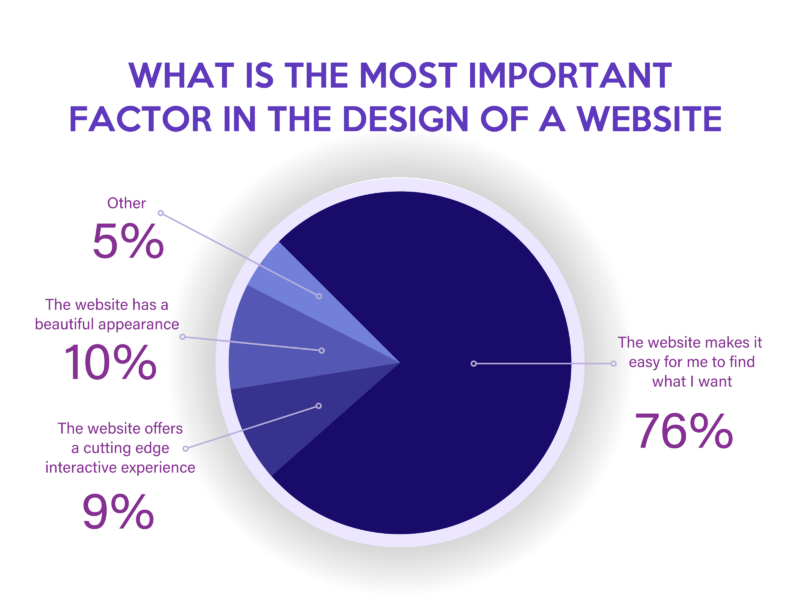 WHAT IS THE MOST IMPORTANT
FACTOR IN THE DESIGN OF A WEBSITE
Other
5%
The website has a
beautiful appearance
10%
The website offers
a cutting edge
interactive experience
9%
The website makes it
easy for me to find
what I want
76%